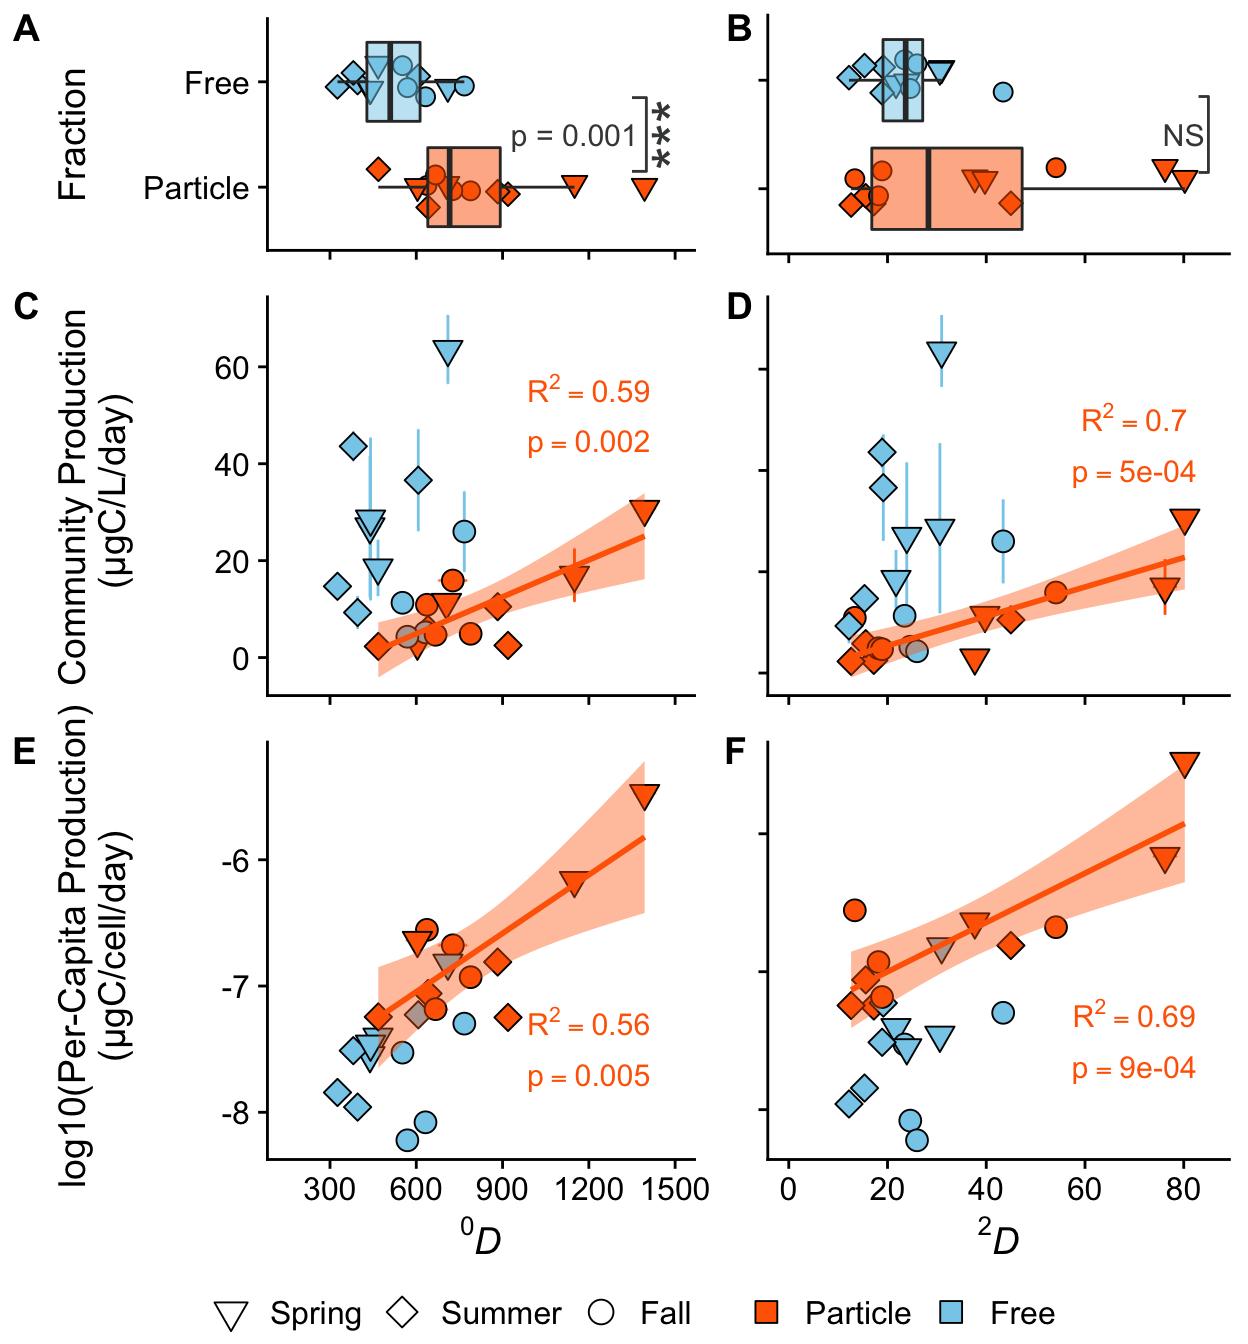 A
B
Fraction
Free
Particle
p = 0.001
***
NS
C
D
Community Production
(µgC/L/day)
60
40
20
0
R² = 0.59
p = 0.002
R² = 0.7
p = 5e-04
E
F
log10(Per-Capita Production)
(µgC/cell/day)
-6
-7
-8
R² = 0.56
p = 0.005
R² = 0.69
p = 9e-04
300 600 900 1200 1500
0 20 40 60 80
⁰D
²D
Spring Summer Fall Particle Free